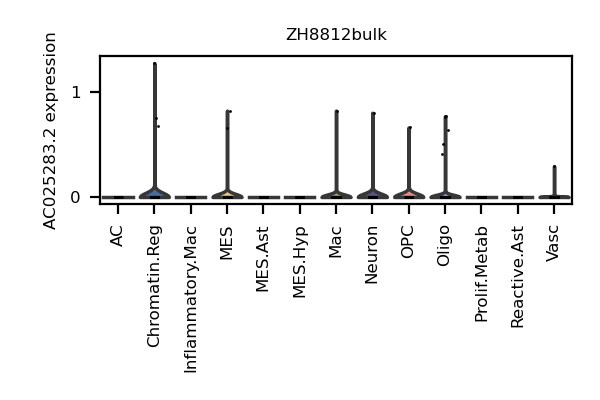 ZH8812bulk
AC025283.2 expression
1
0
AC
Chromatin.Reg
Inflammatory.Mac
MES
MES.Ast
MES.Hyp
Mac
Neuron
OPC
Oligo
Prolif.Metab
Reactive.Ast
Vasc